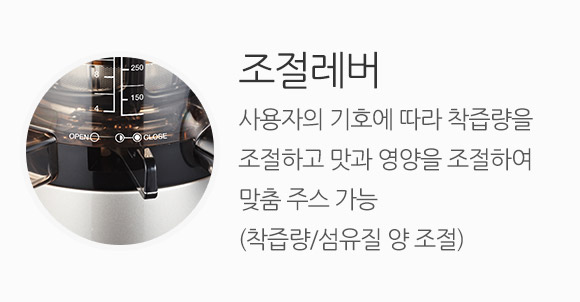 조절레버
사용자의 기호에 따라 착즙량을
조절하고 맛과 영양을 조절하여
맞춤 주스 가능
(착즙량/섬유질 양 조절)
6 250
4 150
OPEN CLOSE